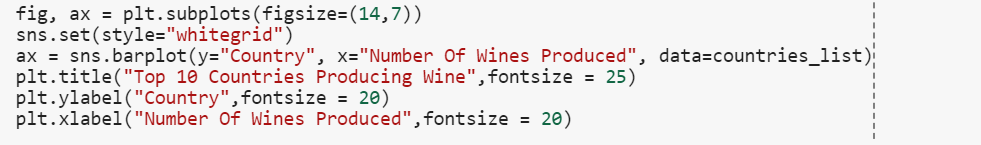 fig, ax = plt.subplots(figsize=(14,7))
sns.set(style="whitegrid")
ax = sns.barplot(y="Country", x="Number Of Wines Produced", data=countries_list)
plt.title("Top 10 Countries Producing Wine",fontsize = 25)
plt.ylabel("Country",fontsize = 20)
plt.xlabel("Number Of Wines Produced",fontsize = 20)